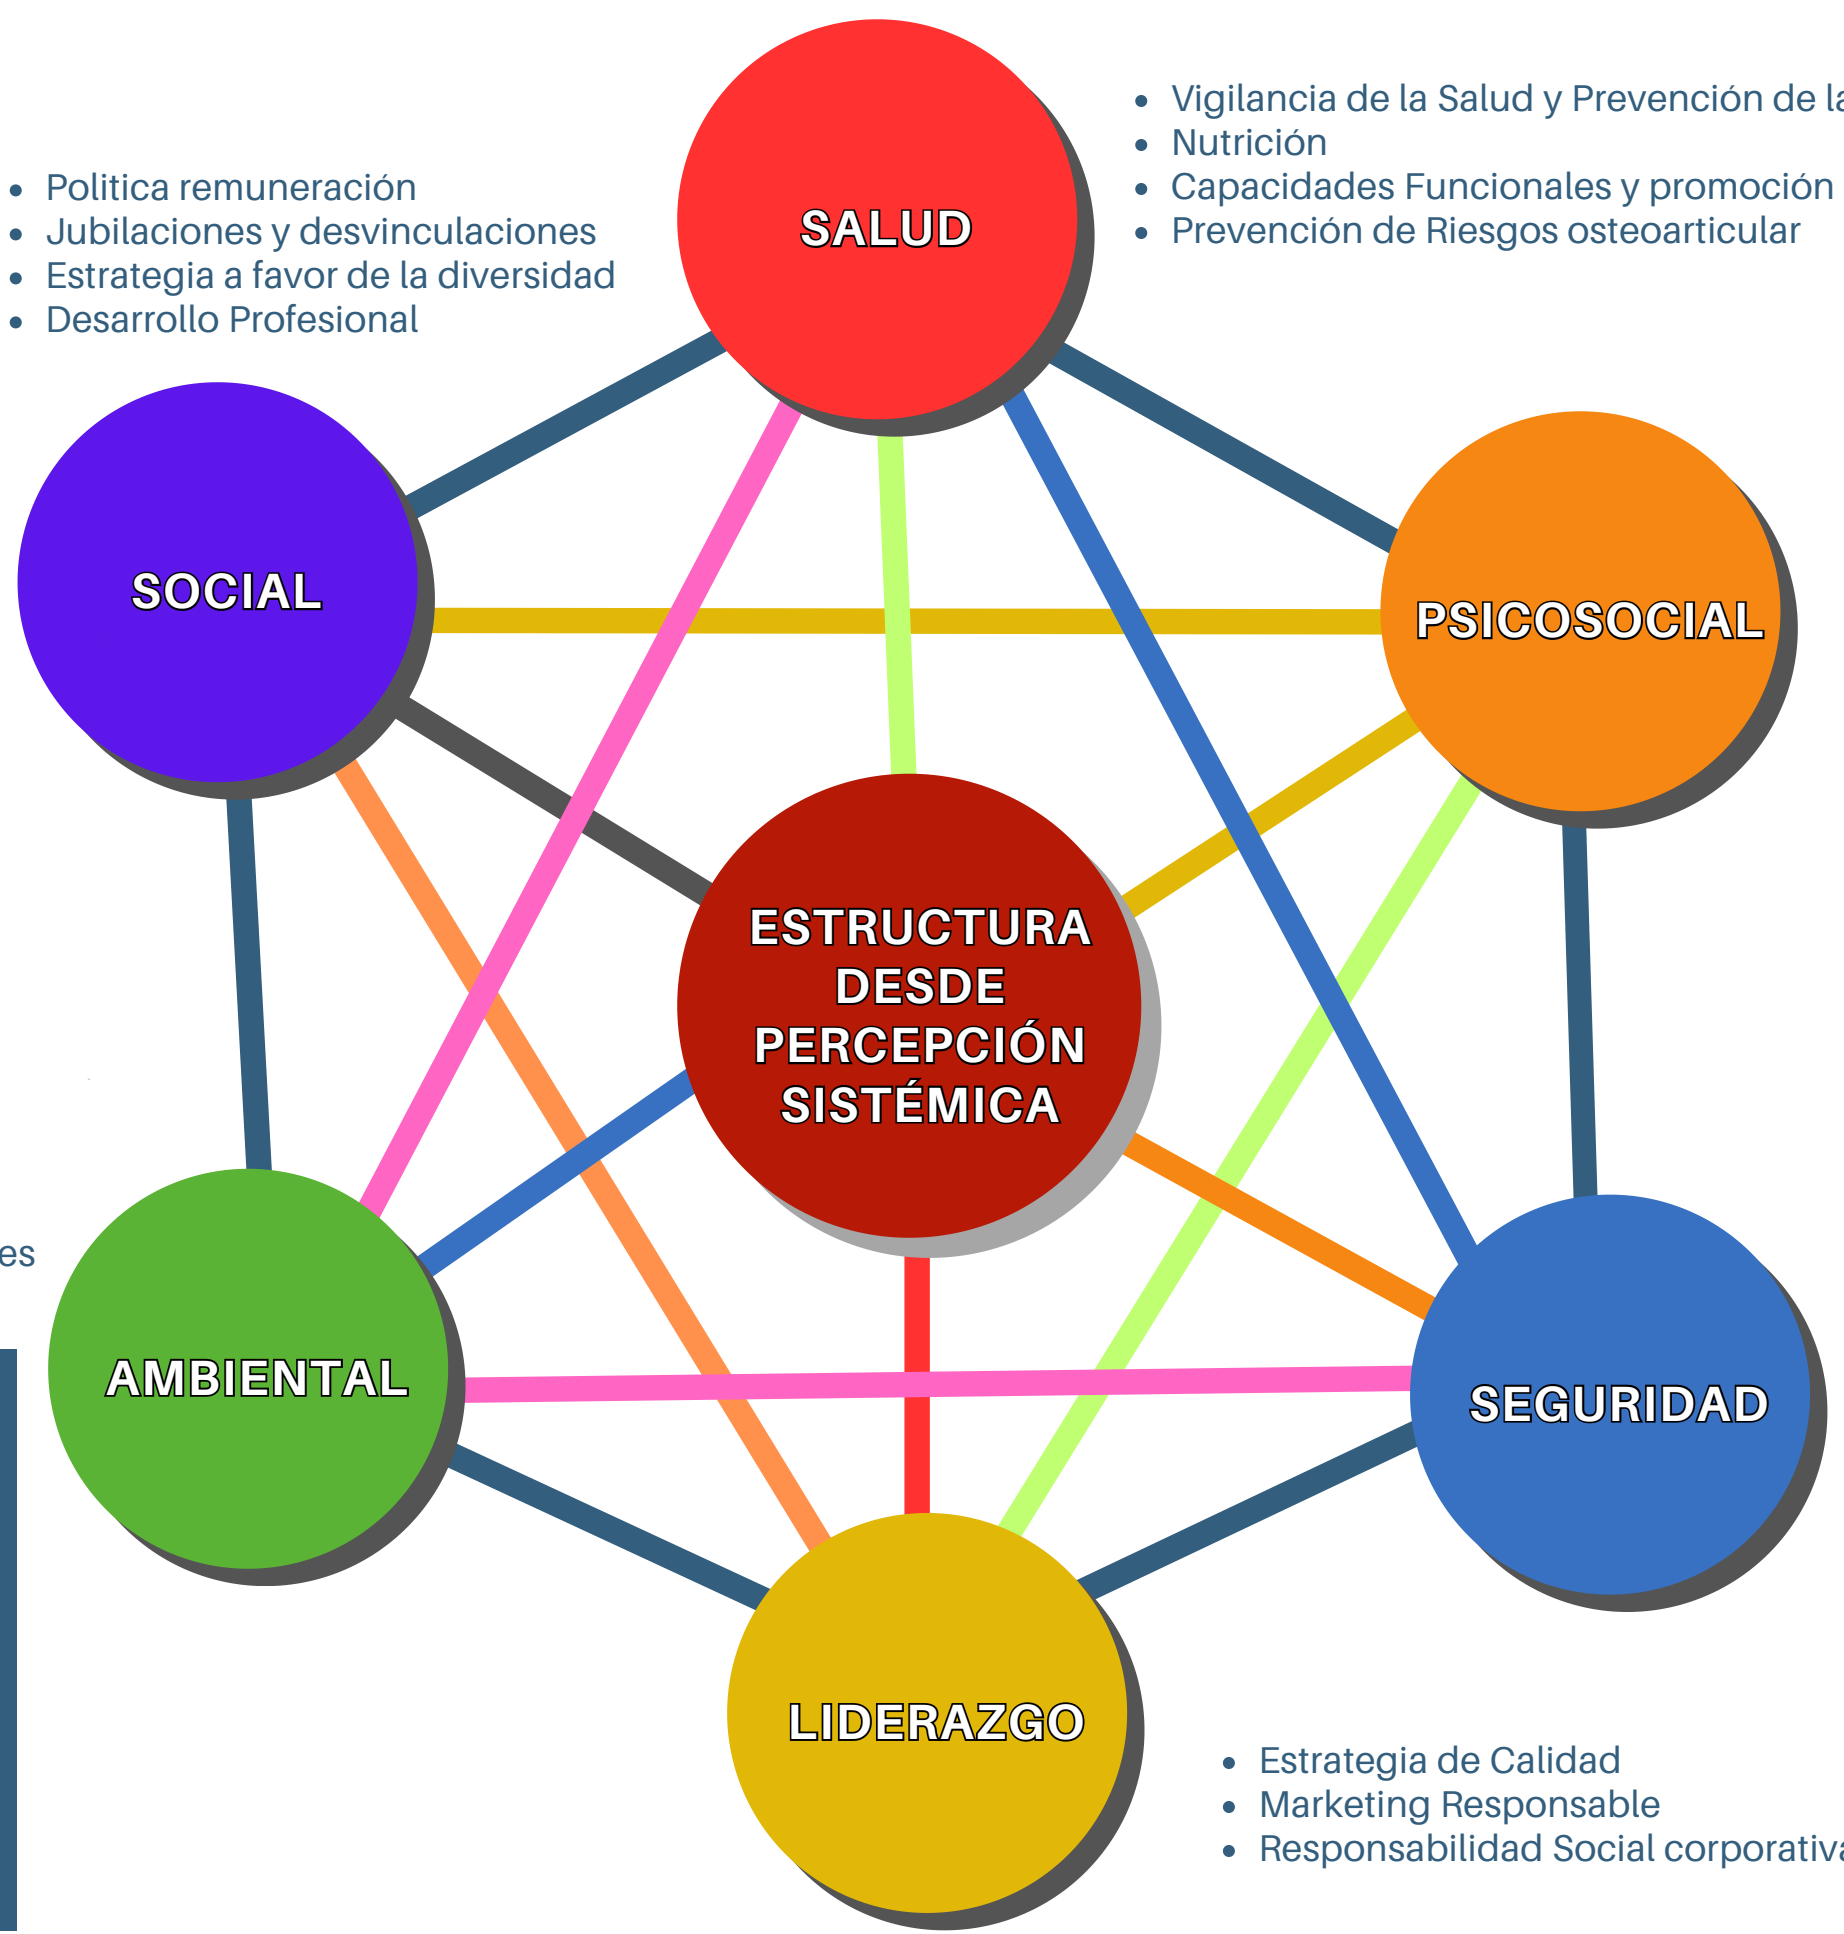 SALUD
Vigilancia de la Salud y Prevención de
Nutrición
Capacidades Funcionales y promoción
Prevención de Riesgos osteoarticular
Politica remuneración
Jubilaciones y desvinculaciones
Estrategia a favor de la diversidad
Desarrollo Profesional
SOCIAL
PSICOSOCIAL
ESTRUCTURA
DESDE
PERCEPCIÓN
SISTÉMICA
es
AMBIENTAL
SEGURIDAD
LIDERAZGO
Estrategia de Calidad
Marketing Responsable
Responsabilidad Social corporativa